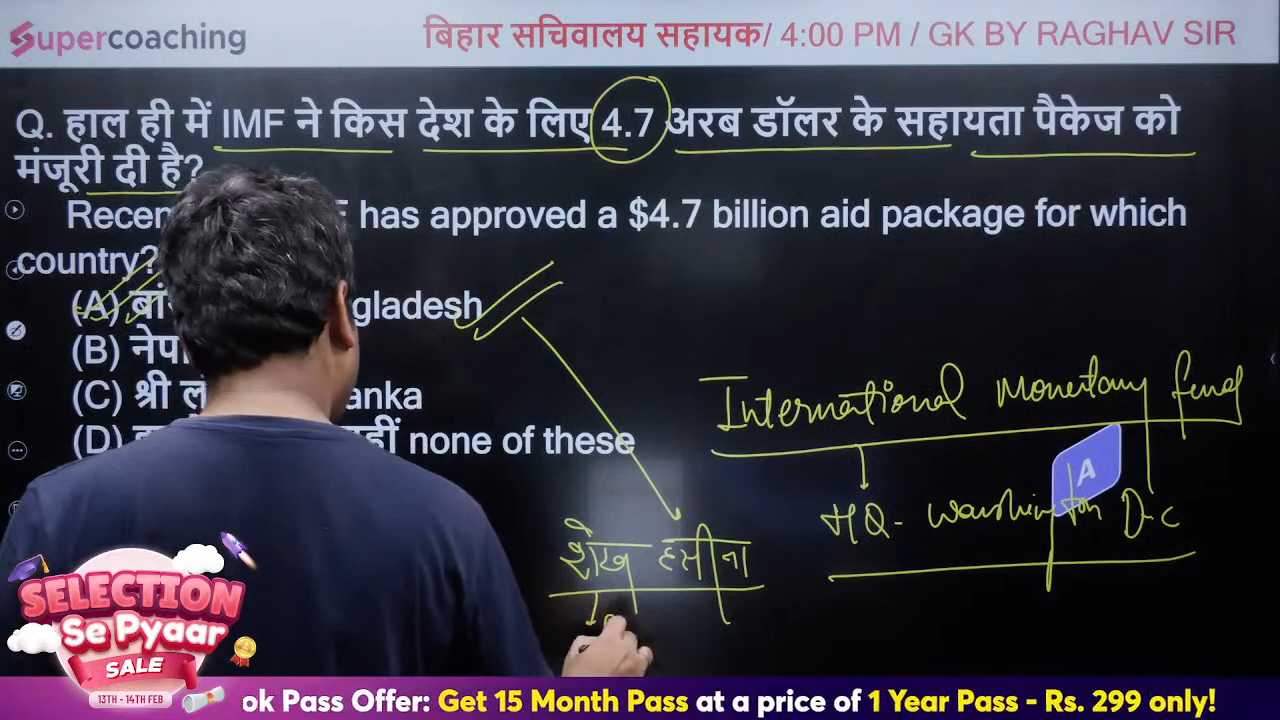 Supercoaching
बिहार सचिवालय सहायक/ 4:00 PM / GK BY RAGHAV SIR
Q. हाल ही में IMF ने किस देश के लिए 4.7 अरब डॉलर के सहायता पैकेज को
मंजूरी दी है?
Recen has approved a $4.7 billion aid package for which
country?
(A) gladesh
(B) नेपा
(C) श्री लं anka
(D) none of these
International Monetary fund
A
HQ - Washington D.C
शेख हसीना
SELECTION
Se Pyaar
SALE
13TH - 14TH FEB
ok Pass Offer: Get 15 Month Pass at a price of 1 Year Pass - Rs. 299 only!